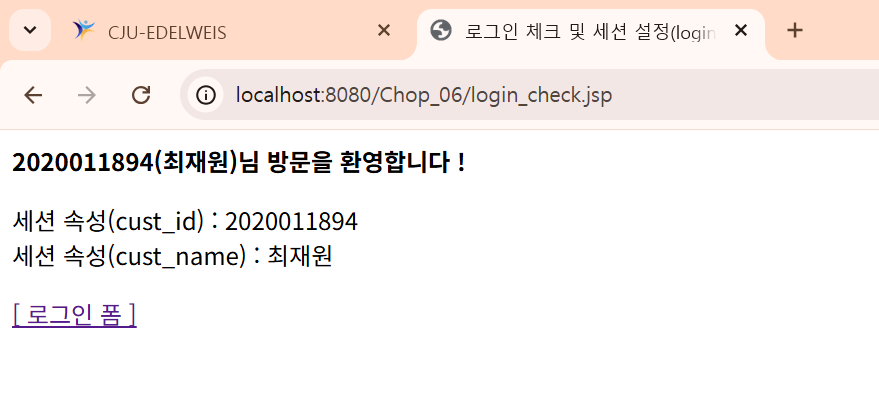 CJU-EDELWEIS
로그인 체크 및 세션 설정(login
localhost:8080/Chop_06/login_check.jsp
2020011894(최재원)님 방문을 환영합니다 !
세션 속성(cust_id) : 2020011894
세션 속성(cust_name) : 최재원
[ 로그인 폼 ]